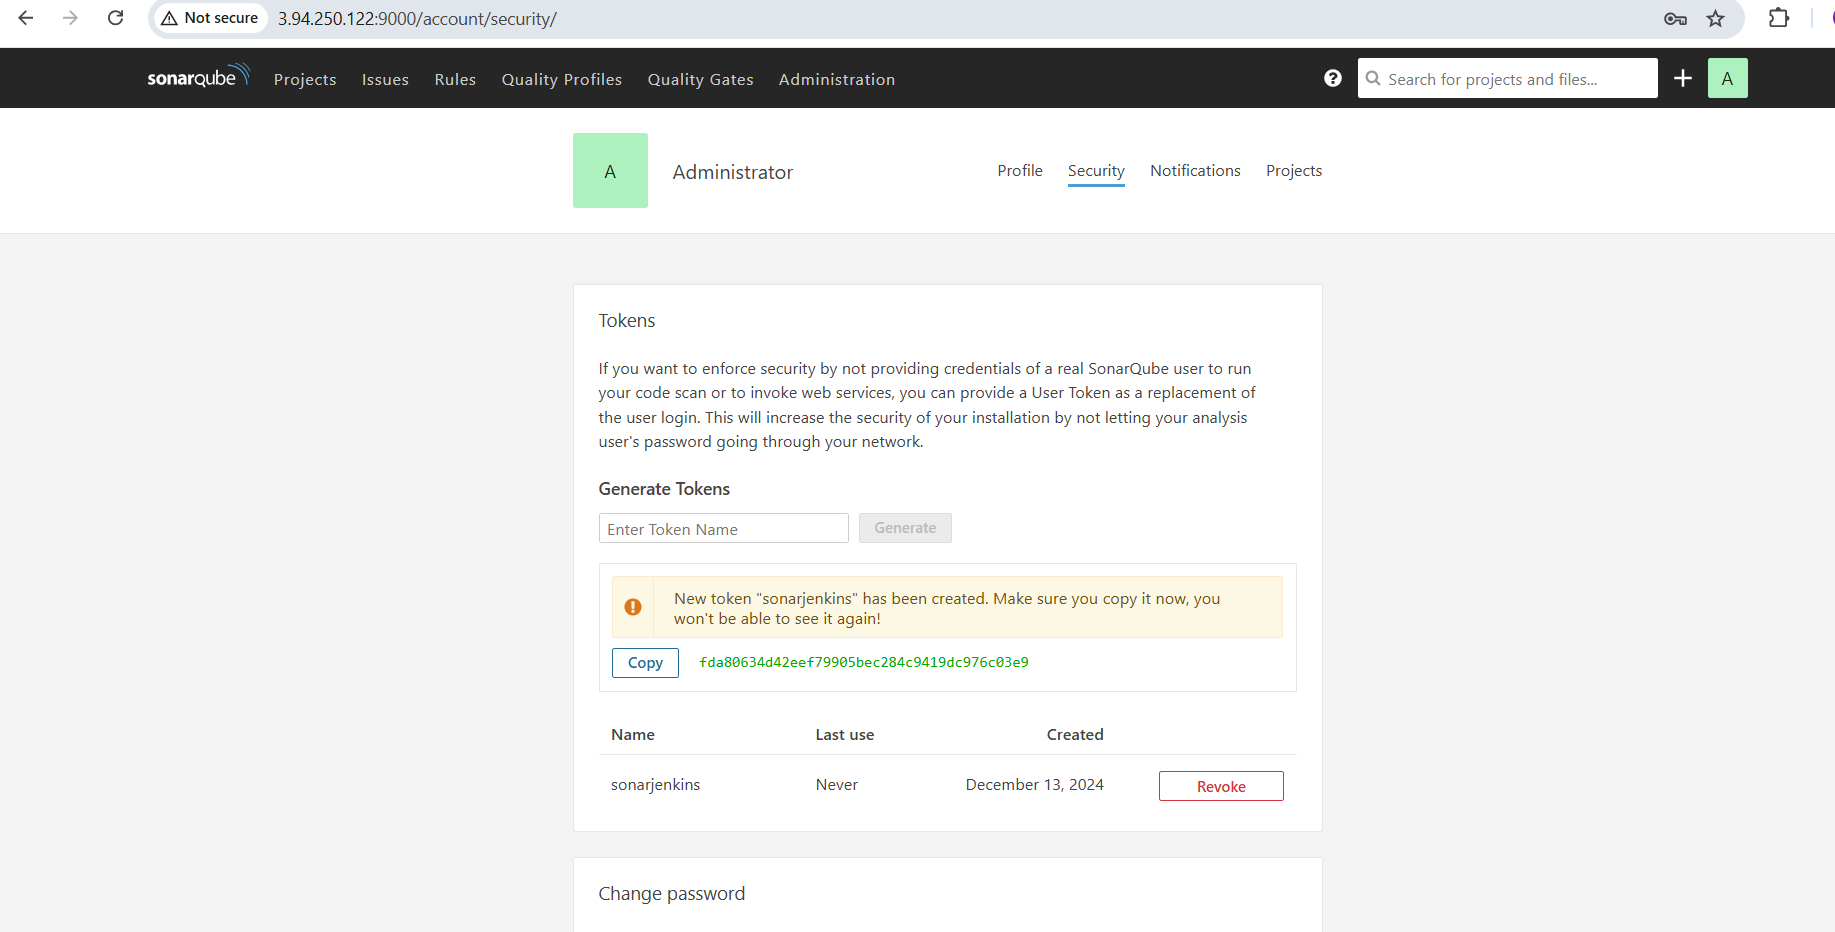 Not secure 3.94.250.122:9000/account/security/
sonarqube Projects Issues Rules Quality Profiles Quality Gates Administration ? Search for projects and files... + A
A Administrator Profile Security Notifications Projects
Tokens
If you want to enforce security by not providing credentials of a real SonarQube user to run
your code scan or to invoke web services, you can provide a User Token as a replacement of
the user login. This will increase the security of your installation by not letting your analysis
user's password going through your network.
Generate Tokens
Enter Token Name Generate
New token "sonarjenkins" has been created. Make sure you copy it now, you
won't be able to see it again!
Copy fda80634d42eef79905bec284c9419dc976c03e9
Name Last use Created
sonarjenkins Never December 13, 2024 Revoke
Change password